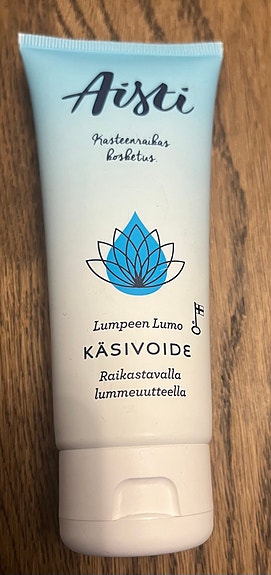 Aisti
Kasteenraikas
kosketus.
Lumpeen Lumo
KÄSIVOIDE
Raikastavalla
lummeuutteella